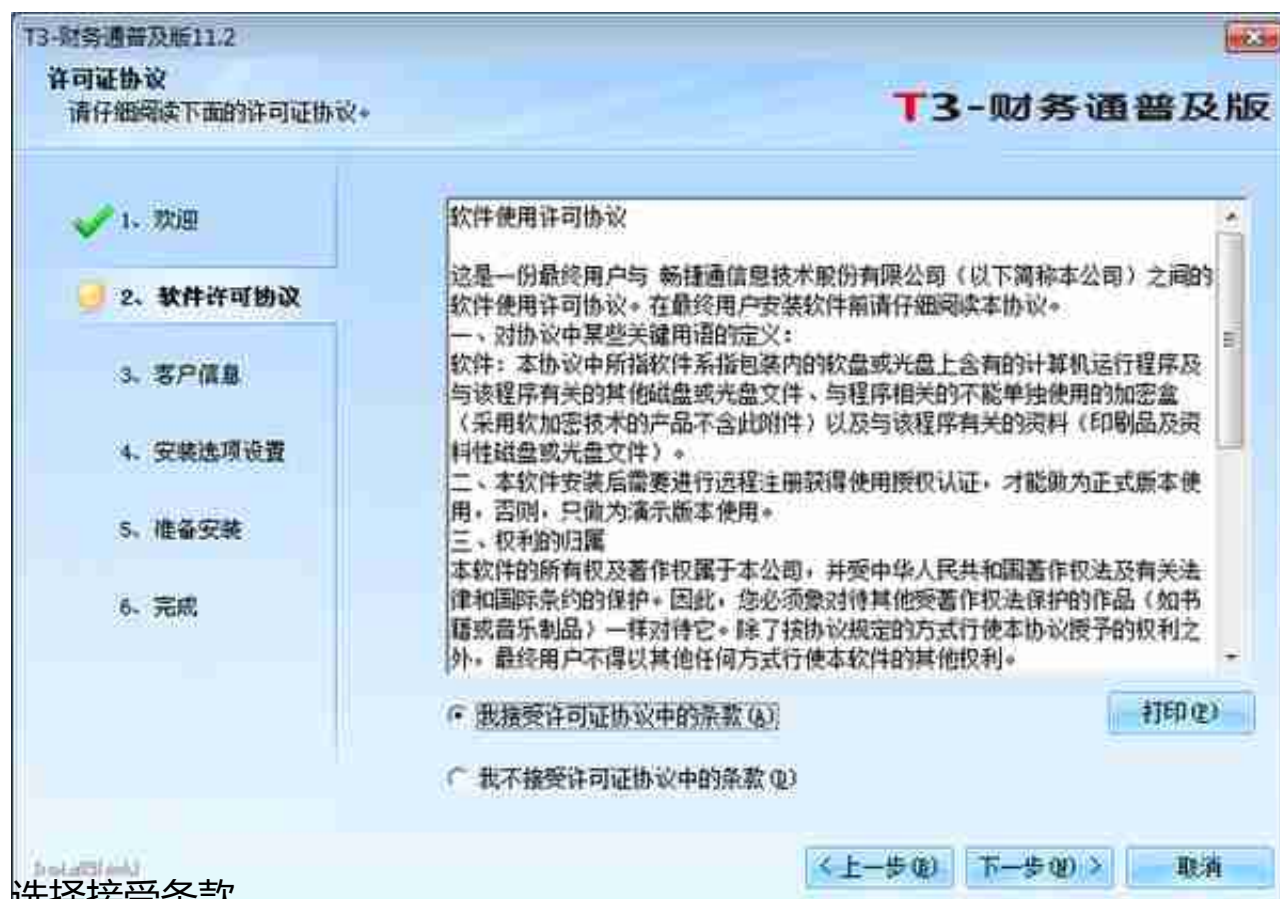 T3-财务通普及版11.2
许可证协议
请仔细阅读下面的许可证协议。
T3-财务通普及版
1、欢迎
2、软件许可协议
3、客户信息
4、安装选项设置
5、准备安装
6、完成
软件使用许可协议
这是一份最终用户与 畅捷通信息技术股份有限公司（以下简称本公司）之间的
软件使用许可协议。在最终用户安装软件前请仔细阅读本协议。
一、对协议中某些关键用语的定义：
软件：本协议中所指软件系指包装内的软盘或光盘上含有的计算机运行程序及
与该程序有关的其他磁盘或光盘文件、与程序相关的不能单独使用的加密盒
（采用软加密技术的产品不含此附件）以及与该程序有关的资料（印刷品及资
料性磁盘或光盘文件）。
二、本软件安装后需要进行远程注册获得使用授权认证，才能做为正式版本使
用，否则，只做为演示版本使用。
三、权利的归属
本软件的所有权及著作权属于本公司，并受中华人民共和国著作权法及有关法
律和国际条约的保护。因此，您必须象对待其他受著作权法保护的作品（如书
籍或音乐制品）一样对待它。除了按协议规定的方式行使本协议授予的权利之
外，最终用户不得以其他任何方式行使本软件的其他权利。
我接受许可证协议中的条款(A)
打印(P)
我不接受许可证协议中的条款(D)
InstallShield
<上一步(B)
下一步(N)>
取消
选择接受条款